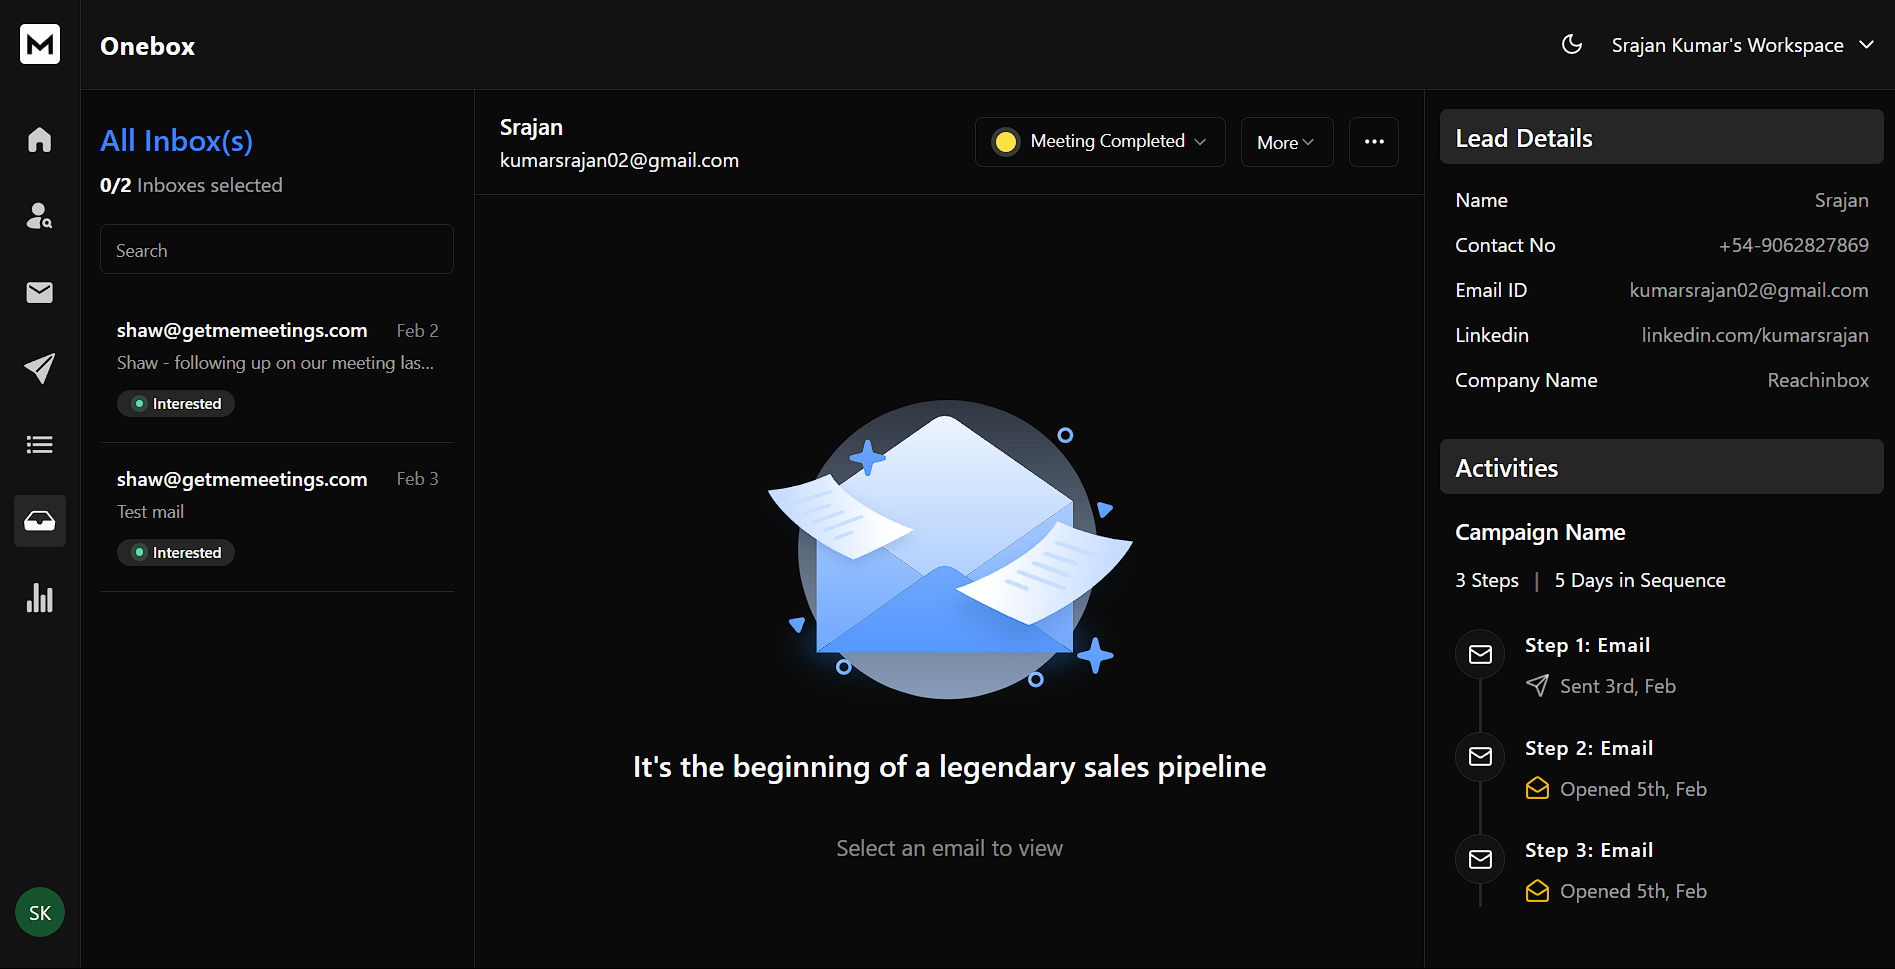 M
Onebox
Srajan Kumar's Workspace
All Inbox(s)
0/2 Inboxes selected
Search
shaw@getmemeetings.com Feb 2
Shaw - following up on our meeting las...
Interested
shaw@getmemeetings.com Feb 3
Test mail
Interested
SK
Srajan
kumarsrajan02@gmail.com
Meeting Completed
More
It's the beginning of a legendary sales pipeline
Select an email to view
Lead Details
Name Srajan
Contact No +54-9062827869
Email ID kumarsrajan02@gmail.com
Linkedin linkedin.com/kumarsrajan
Company Name Reachinbox
Activities
Campaign Name
3 Steps | 5 Days in Sequence
Step 1: Email
Sent 3rd, Feb
Step 2: Email
Opened 5th, Feb
Step 3: Email
Opened 5th, Feb